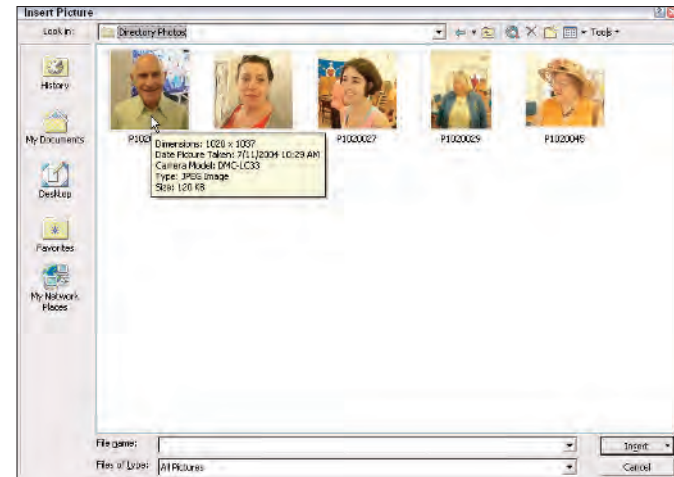 Insert Picture
Look in:
Directory Photos
Tools
History
My Documents
Desktop
Favorites
My Network
Places
P1020027
P1020029
P1020045
Dimensions: 1020 x 1037
Date Picture Taken: 7/11/2004 10:29 AM
Camera Model: DMC-LC33
Type: JPEG Image
Size: 120 KB
File name:
Insert
Files of type:
All Pictures
Cancel